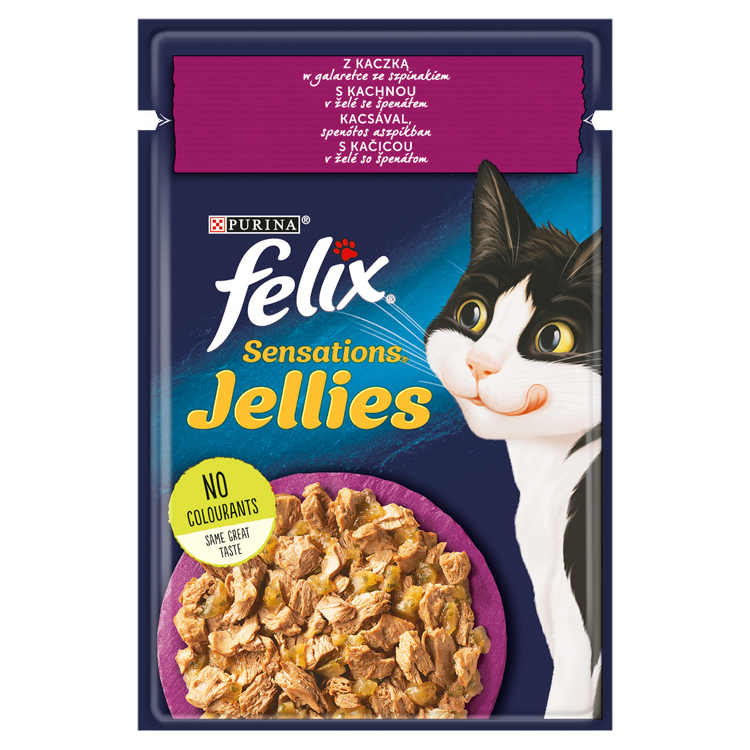 Z KACZKĄ
w galaretce ze szpinakiem
S KACHNOU
v želé se špenátem
KACSÁVAL,
spenótos aszpikban
S KAČICOU
v želé so špenátom
PURINA®
felix®
Sensations®
Jellies
NO
COLOURANTS
SAME GREAT
TASTE